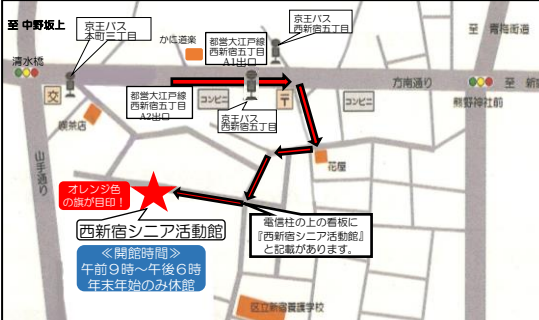 至 中野坂上
京王バス
本町三丁目
かに道楽
都営大江戸線
西新宿五丁目
A1出口
京王バス
西新宿五丁目
至 青梅街道
清水橋
交
都営大江戸線
西新宿五丁目
A2出口
コンビニ
京王バス
西新宿五丁目
〒
コンビニ
方南通り
至 新宿
熊野神社前
喫茶店
花屋
山手通り
オレンジ色
の旗が目印!
西新宿シニア活動館
電信柱の上の看板に
『西新宿シニア活動館』
と記載があります。
≪開館時間≫
午前9時~午後6時
年末年始のみ休館
区立新宿養護学校